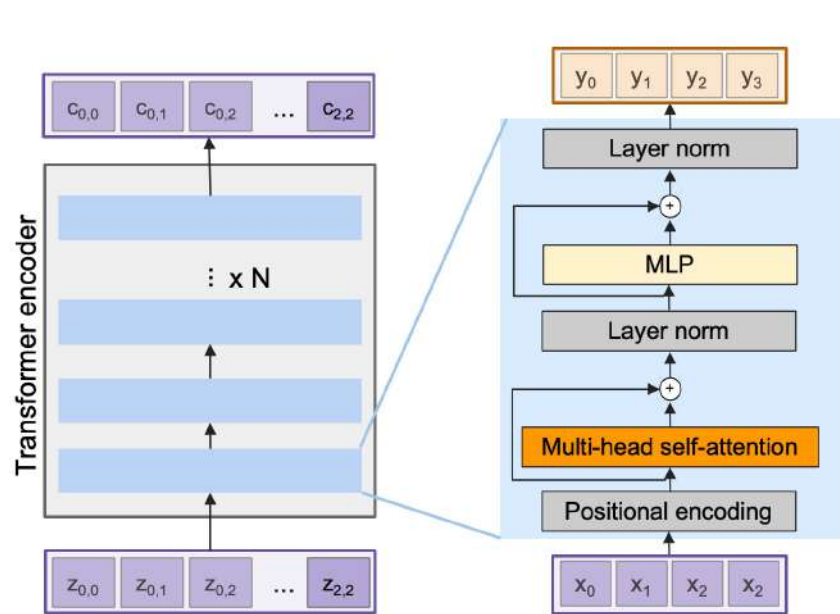 c0,0 c0,1 c0,2 ... c2,2
Transformer encoder
⋮ x N
z0,0 z0,1 z0,2 ... z2,2
y0 y1 y2 y3
Layer norm
+
MLP
Layer norm
+
Multi-head self-attention
Positional encoding
x0 x1 x2 x2